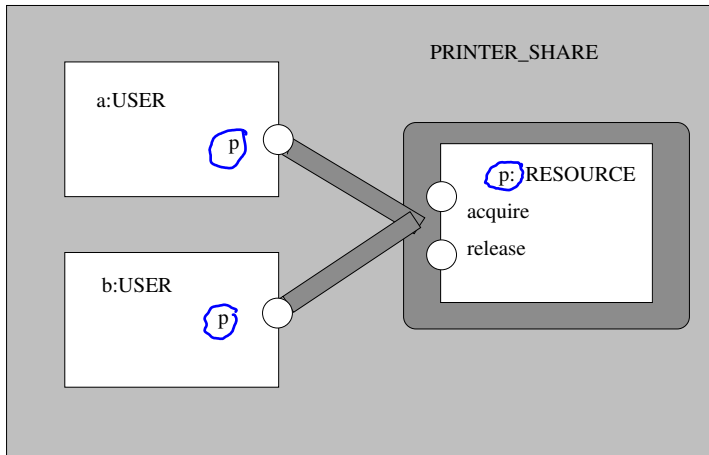 PRINTER_SHARE
a:USER
p
p: RESOURCE
acquire
release
b:USER
p